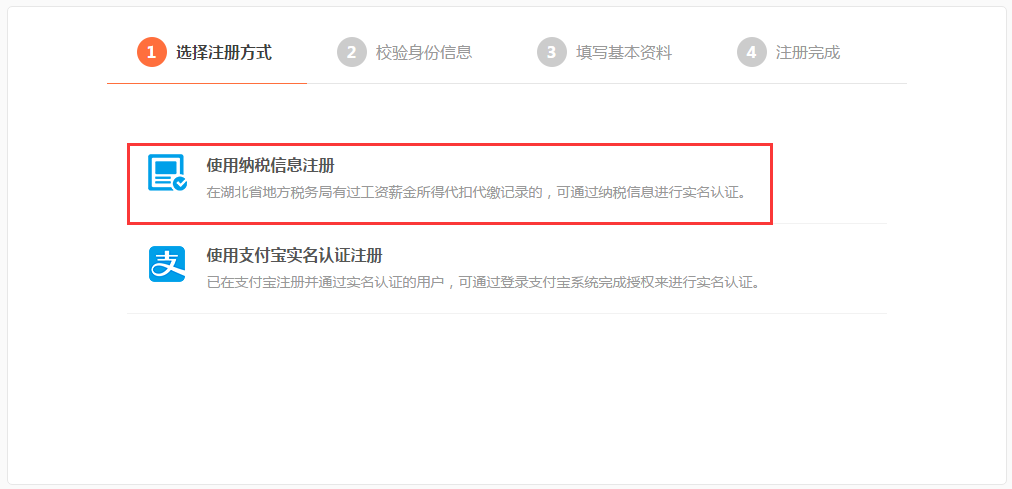 1 选择注册方式 2 校验身份信息 3 填写基本资料 4 注册完成
使用纳税信息注册
在湖北省地方税务局有过工资薪金所得代扣代缴记录的，可通过纳税信息进行实名认证。
支 使用支付宝实名认证注册
已在支付宝注册并通过实名认证的用户，可通过登录支付宝系统完成授权来进行实名认证。